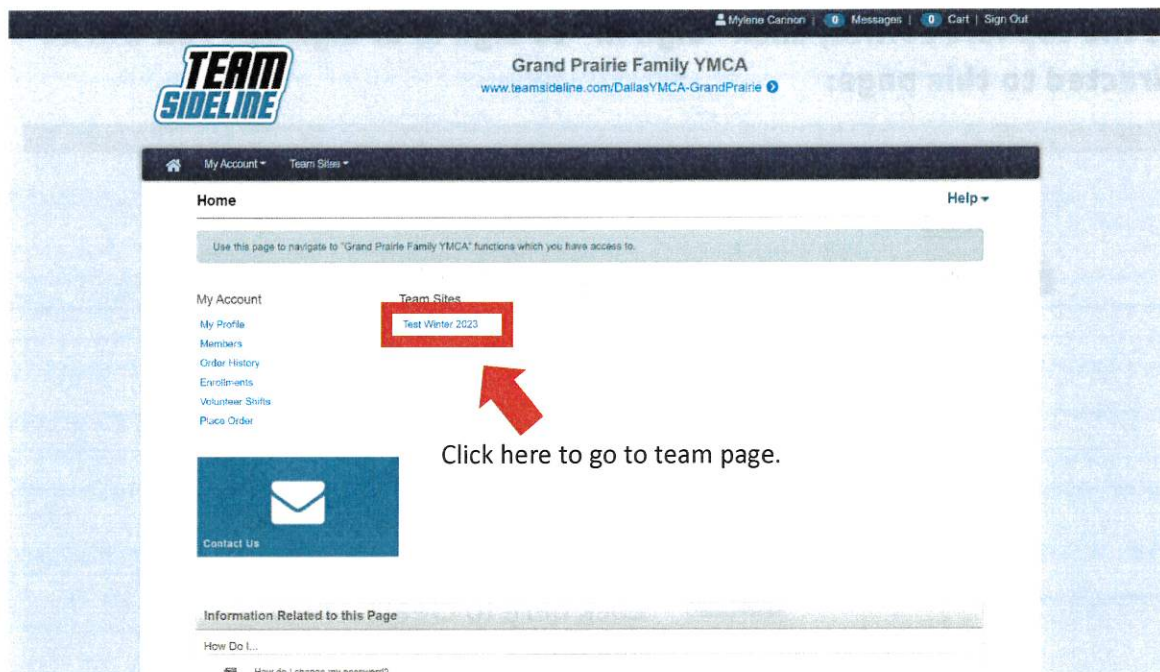 Mylene Cannon | 0 Messages | 0 Cart | Sign Out
TEAM
SIDELINE
Grand Prairie Family YMCA
www.teamsideline.com/DallasYMCA-GrandPrairie
directed to this page:
My Account
Team Sites
Home
Help
Use this page to navigate to "Grand Prairie Family YMCA" functions which you have access to.
My Account
Team Sites
My Profile
Test Winter 2023
Members
Order History
Enrollments
Volunteer Shifts
Place Order
Click here to go to team page.
Contact Us
Information Related to this Page
How Do I...
How do I change my password?